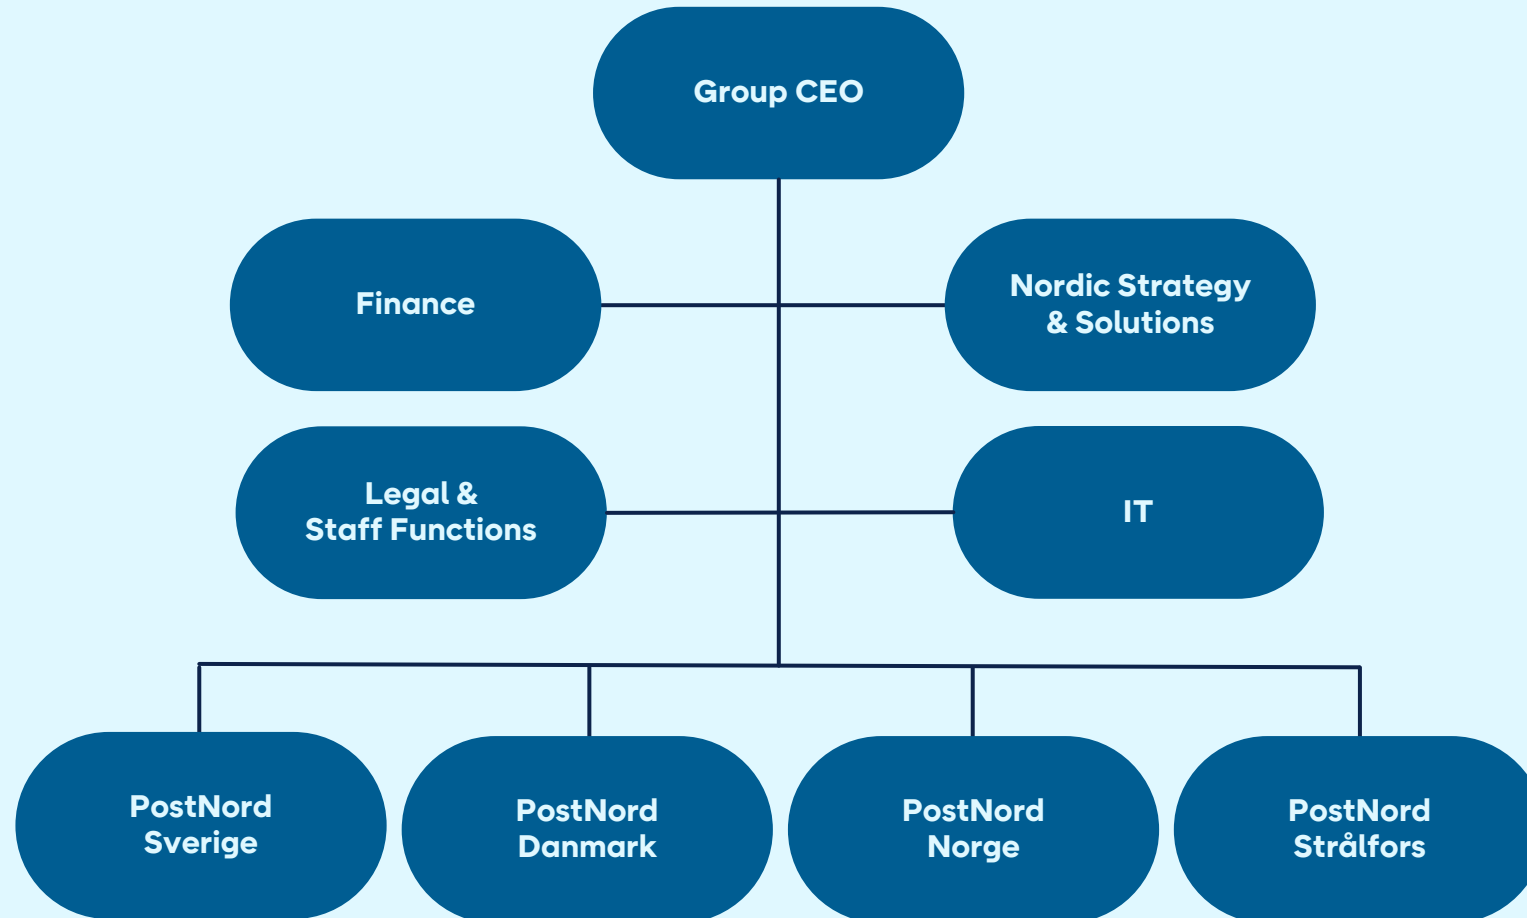 Group CEO
Finance
Nordic Strategy
& Solutions
Legal &
Staff Functions
IT
PostNord
Sverige
PostNord
Danmark
PostNord
Norge
PostNord
Strålfors